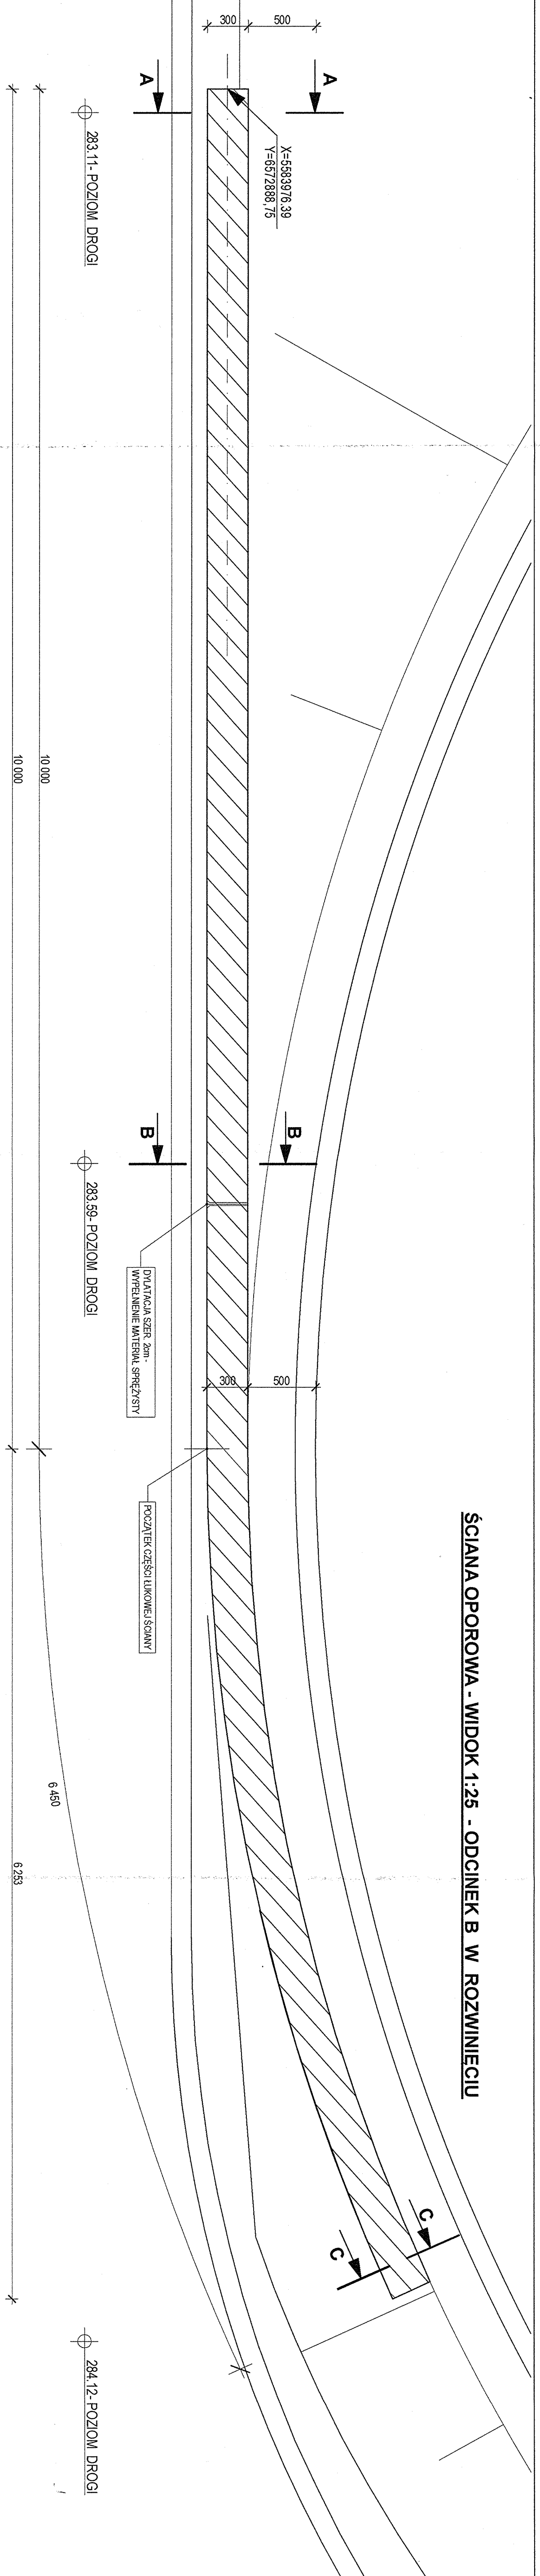 ŚCIANA OPOROWA - WIDOK 1:25 - ODCINEK B W ROZWINIĘCIU
300
500
A
A
X=5583976.39
Y=6572888,75
283.11- POZIOM DROGI
10 000
10 000
B
B
283.59- POZIOM DROGI
DYLATACJA SZER. 2cm -
WYPEŁNIENIE MATERIAŁ SPRĘŻYSTY
300
500
POCZĄTEK CZĘŚCI ŁUKOWEJ ŚCIANY
6 450
6 253
C
C
284.12- POZIOM DROGI